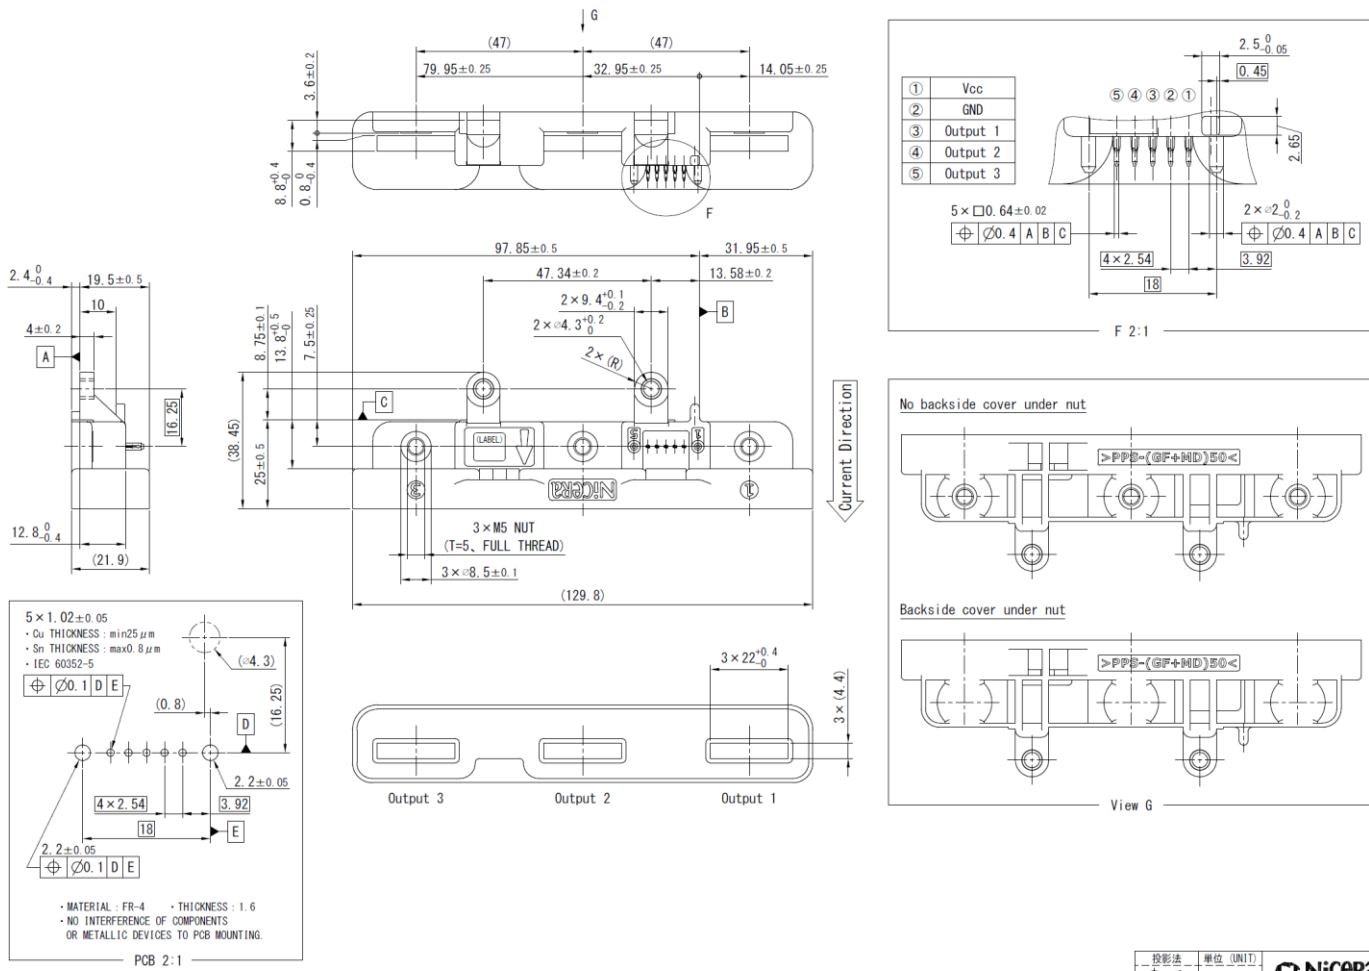 G
(47)
(47)
79.95±0.25
32.95±0.25
14.05±0.25
3.6±0.2
8.8+0.4 0
0.8 0 -0.4
F
① Vcc
② GND
③ Output 1
④ Output 2
⑤ Output 3
2.5 0 -0.05
0.45
⑤ ④ ③ ② ①
2.65
5×□0.64±0.02
⌖ ∅0.4 A B C
2×⌀2 0 -0.2
⌖ ∅0.4 A B C
4×2.54
3.92
18
F 2:1
97.85±0.5
31.95±0.5
47.34±0.2
13.58±0.2
2×9.4+0.1 -0.2
2×⌀4.3+0.2 0
2×(R)
B
8.75±0.1
13.8+0.5 -0
7.5±0.25
C
(38.45)
25±0.5
(LABEL)
NiCERA
③
①
3×M5 NUT
(T=5、FULL THREAD)
3×⌀8.5±0.1
(129.8)
Current Direction
2.4 0 -0.4
19.5±0.5
10
4±0.2
A
16.25
12.8 0 -0.4
(21.9)
No backside cover under nut
>PPS-(GF+MD)50<
Backside cover under nut
>PPS-(GF+MD)50<
View G
5×1.02±0.05
・Cu THICKNESS : min25μm
・Sn THICKNESS : max0.8μm
・IEC 60352-5
⌖ ∅0.1 D E
(⌀4.3)
(0.8)
(16.25)
D
2.2±0.05
4×2.54
3.92
18
E
2.2±0.05
⌖ ∅0.1 D E
・MATERIAL : FR-4 ・THICKNESS : 1.6
・NO INTERFERENCE OF COMPONENTS
OR METALLIC DEVICES TO PCB MOUNTING.
PCB 2:1
3×22+0.4 -0
3×(4.4)
Output 3
Output 2
Output 1
投影法
単位 (UNIT)
NiCERA